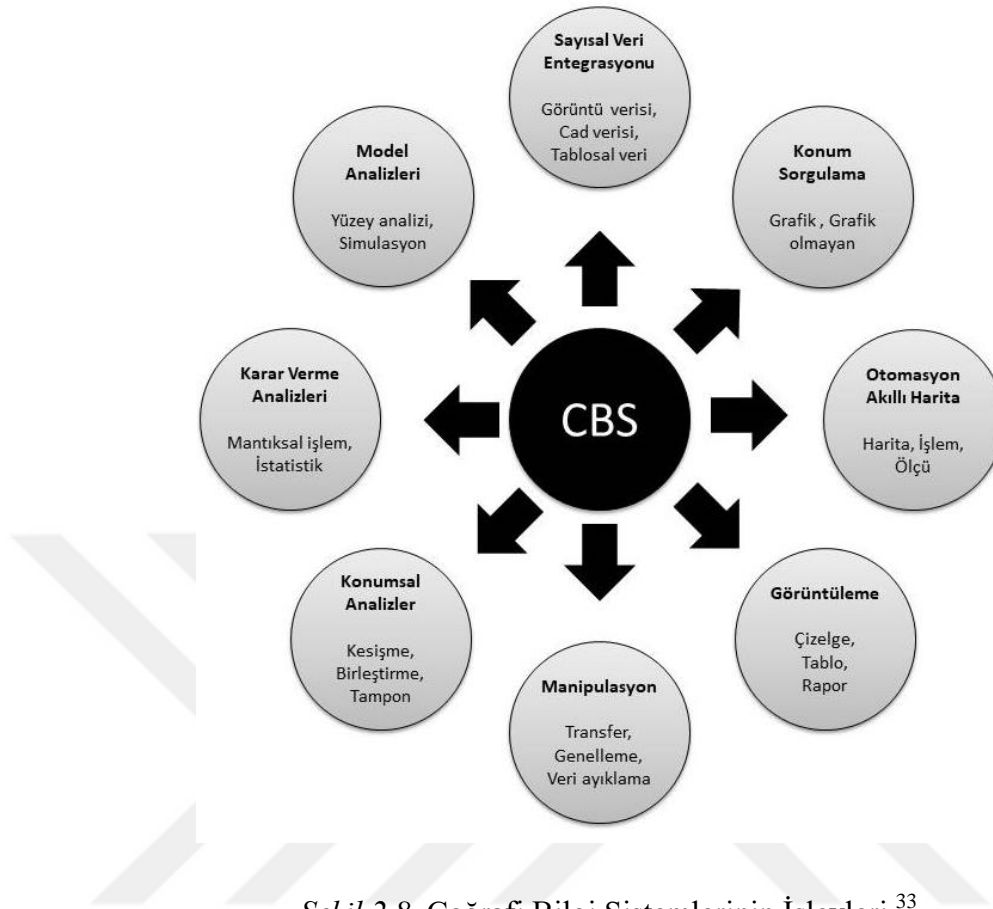 Sayısal Veri
Entegrasyonu
Görüntü verisi,
Cad verisi,
Tablosal veri
Konum
Sorgulama
Grafik , Grafik
olmayan
Otomasyon
Akıllı Harita
Harita, İşlem,
Ölçü
Görüntüleme
Çizelge,
Tablo,
Rapor
Manipulasyon
Transfer,
Genelleme,
Veri ayıklama
Konumsal
Analizler
Kesişme,
Birleştirme,
Tampon
Karar Verme
Analizleri
Mantıksal işlem,
İstatistik
Model
Analizleri
Yüzey analizi,
Simulasyon
CBS
Şekil 2.8. Coğrafi Bilgi Sistemlerinin İşlevleri 33